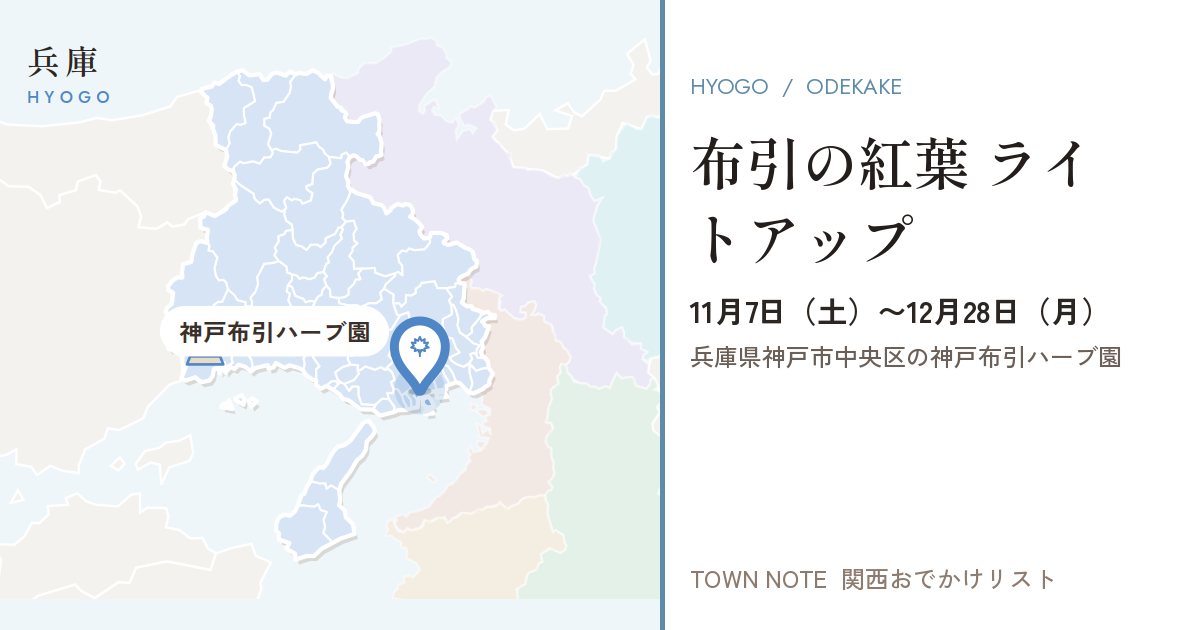 兵庫
HYOGO
神戸布引ハーブ園
HYOGO / ODEKAKE
布引の紅葉 ライ
トアップ
11月7日（土）〜12月28日（月）
兵庫県神戸市中央区の神戸布引ハーブ園
TOWN NOTE 関西おでかけリスト